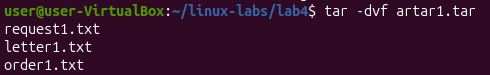 user@user-VirtualBox:~/linux-labs/lab4$ tar -dvf artar1.tar
request1.txt
letter1.txt
order1.txt